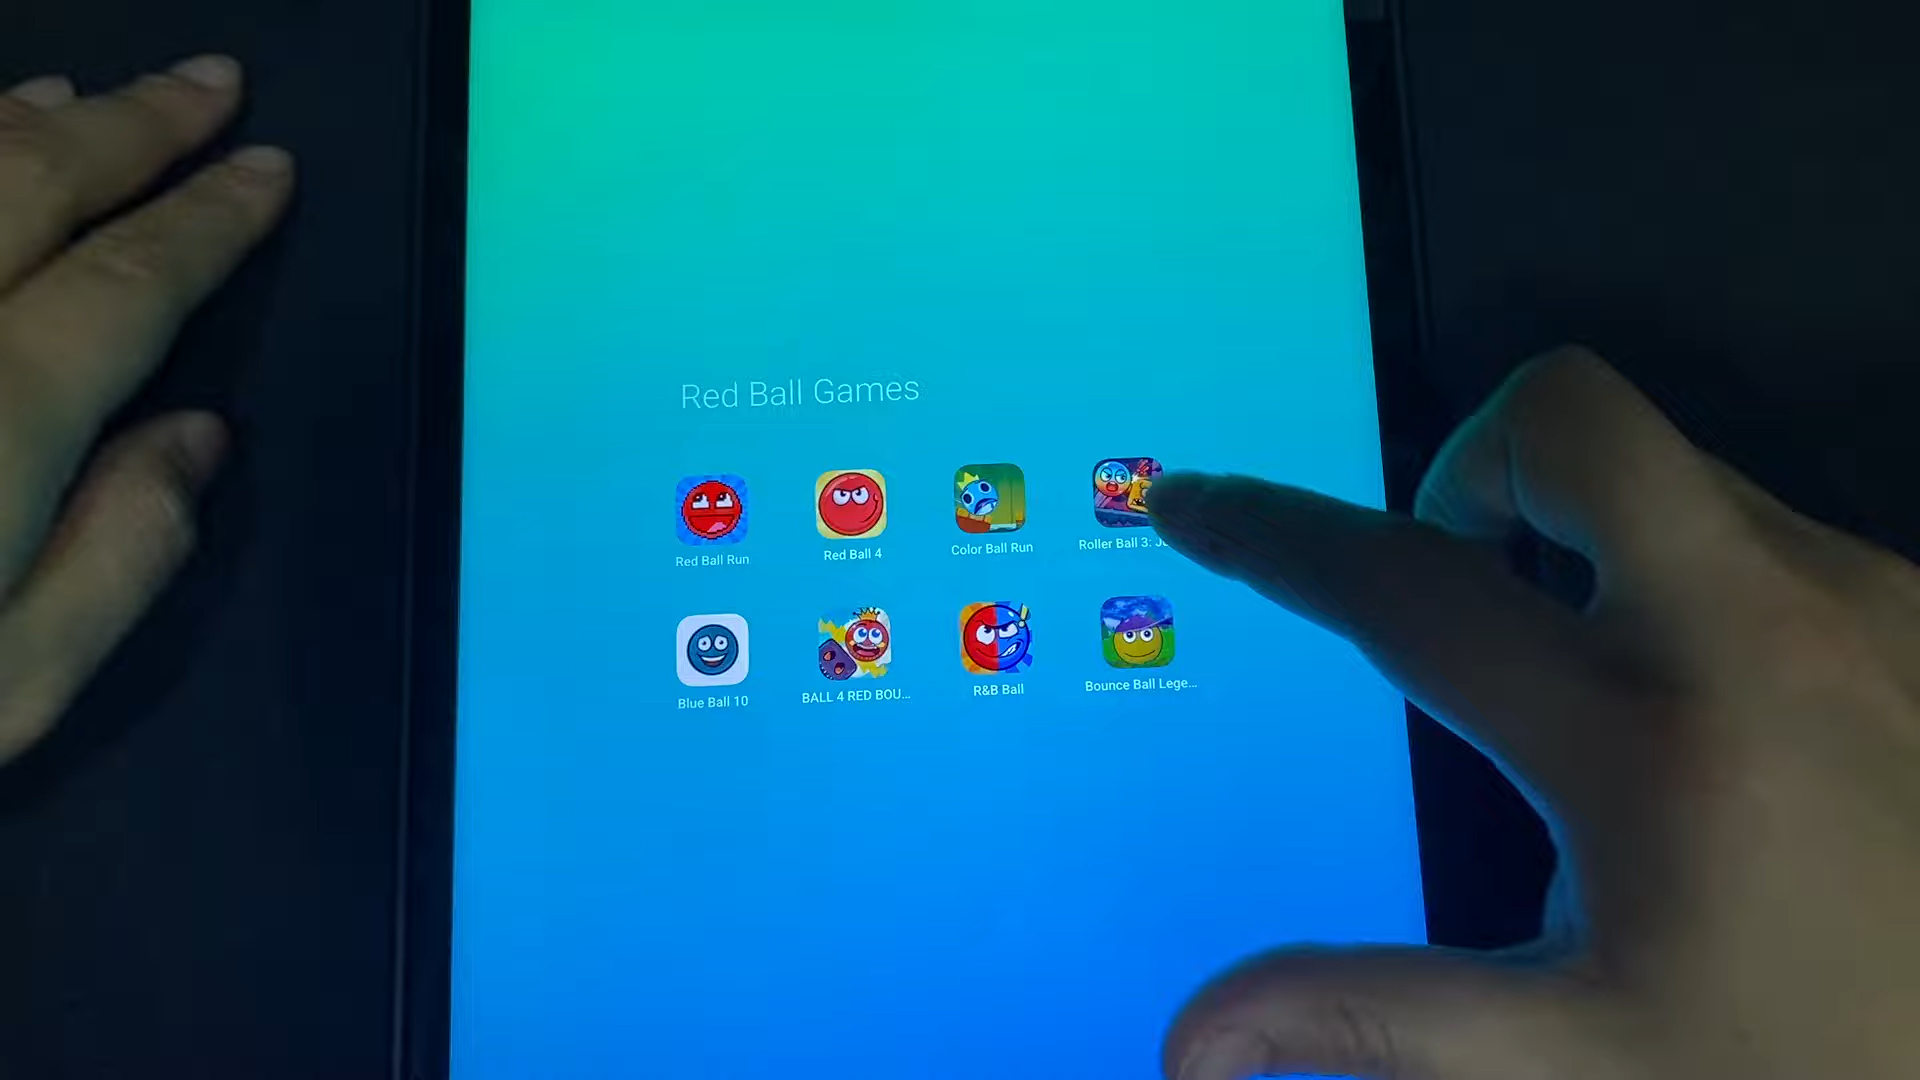 Red Ball Games
Red Ball Run
Red Ball 4
Color Ball Run
Roller Ball 3:
Blue Ball 10
BALL 4 RED BOU...
R&B Ball
Bounce Ball Lege...